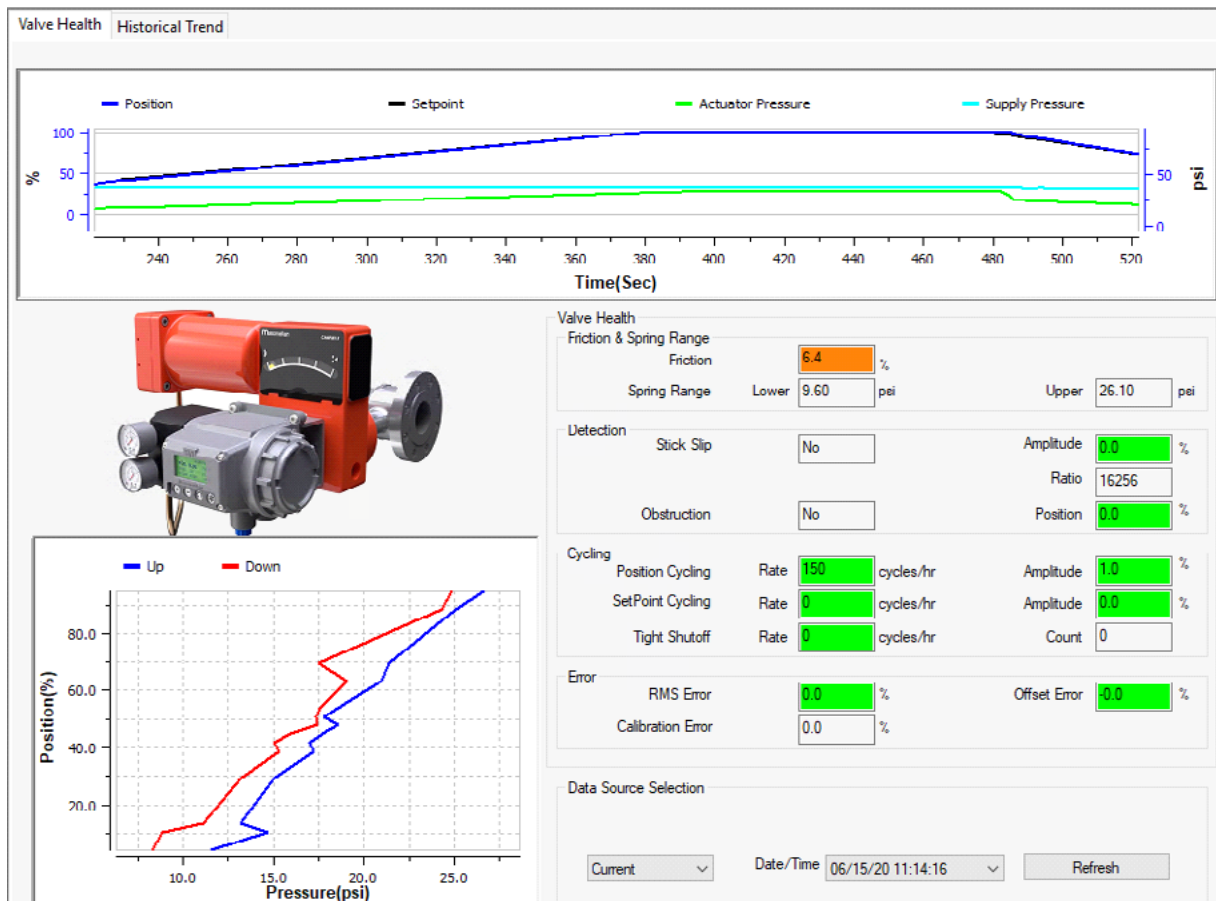 Valve Health Historical Trend
Position Setpoint Actuator Pressure Supply Pressure
100
50 50
0 0
%
psi
240 260 280 300 320 340 360 380 400 420 440 460 480 500 520
Time(Sec)
Masoneilan
Valve Health
Friction & Spring Range
Friction 6.4 %
Spring Range Lower 9.60 psi Upper 26.10 psi
Detection
Stick Slip No Amplitude 0.0 %
Ratio 16256
Obstruction No Position 0.0 %
Cycling
Position Cycling Rate 150 cycles/hr Amplitude 1.0 %
SetPoint Cycling Rate 0 cycles/hr Amplitude 0.0 %
Tight Shutoff Rate 0 cycles/hr Count 0
Error
RMS Error 0.0 % Offset Error -0.0 %
Calibration Error 0.0 %
Data Source Selection
Current Date/Time 06/15/20 11:14:16 Refresh
Up Down
80.0
60.0
40.0
20.0
Position(%)
10.0 15.0 20.0 25.0
Pressure(psi)